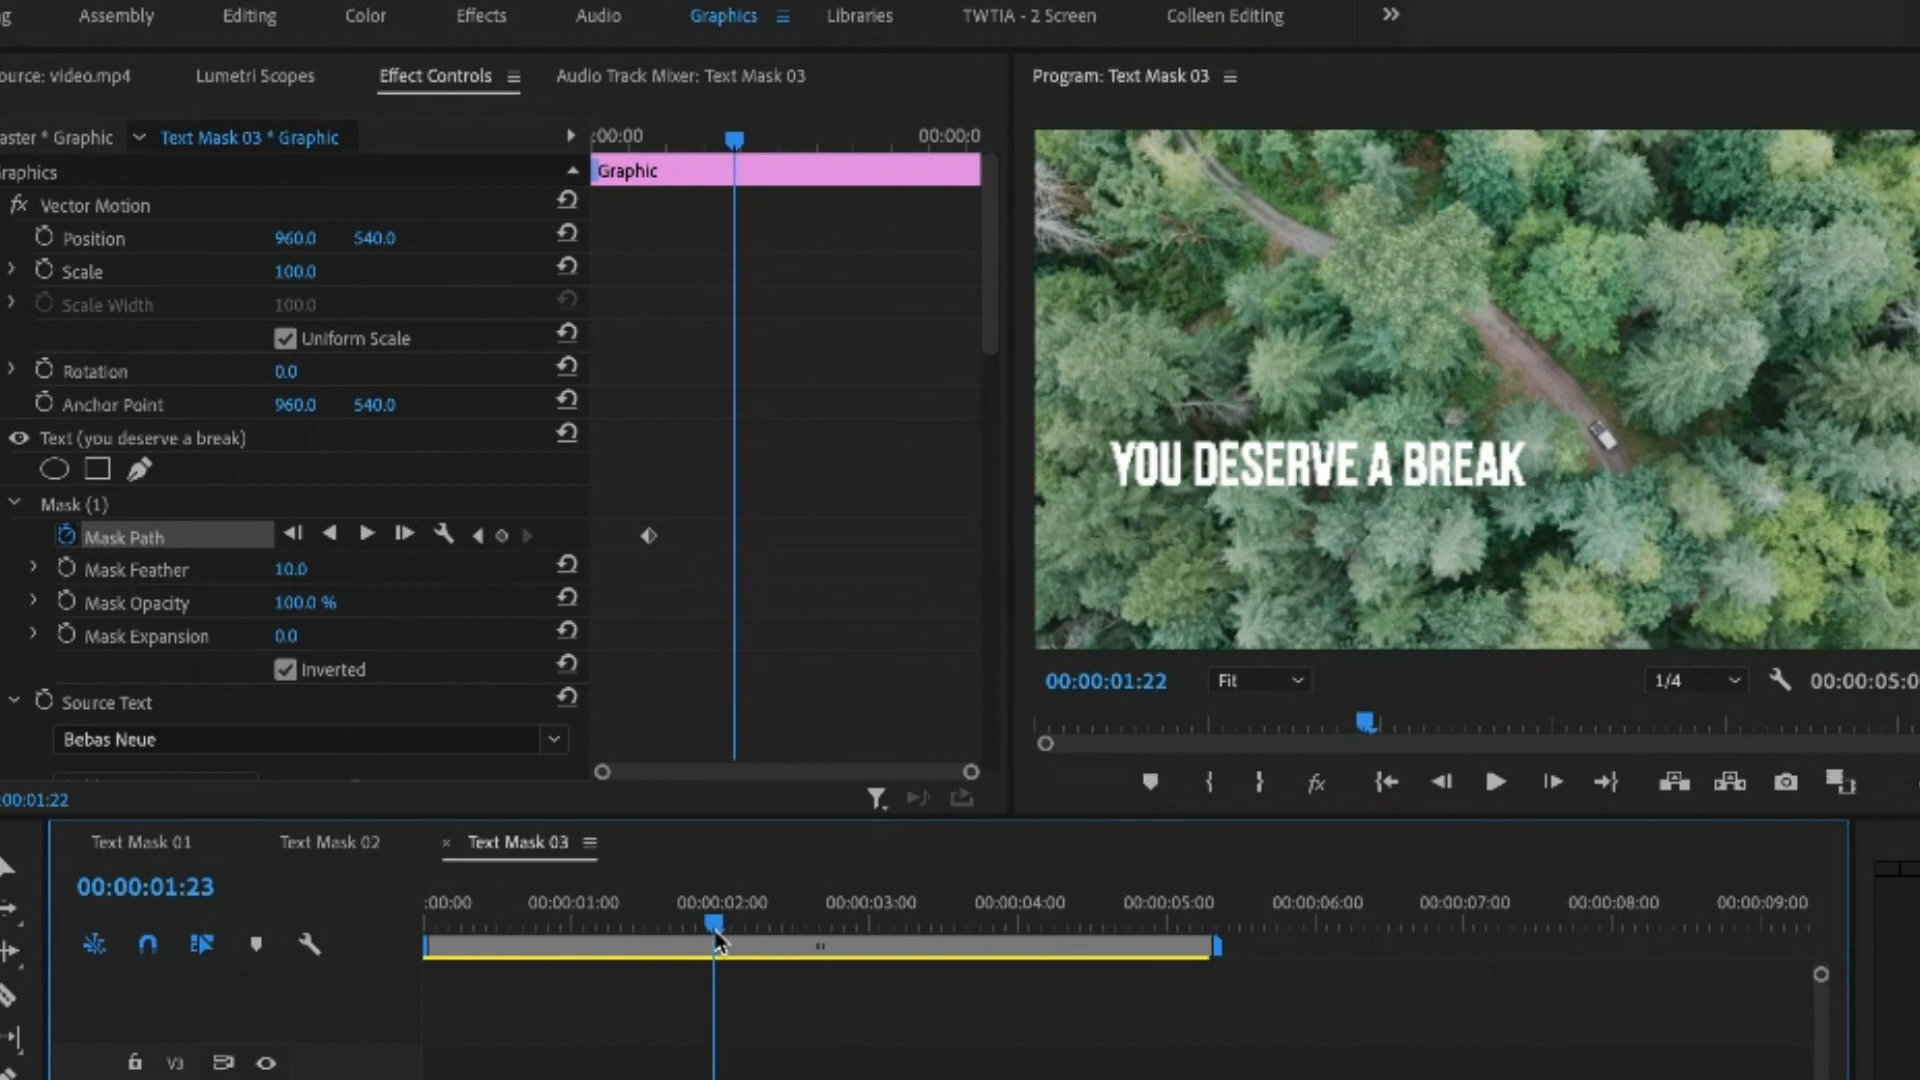 Assembly
Editing
Color
Effects
Audio
Graphics
Libraries
TWTIA - 2 Screen
Colleen Editing
ource: video.mp4
Lumetri Scopes
Effect Controls
Audio Track Mixer: Text Mask 03
Program: Text Mask 03
aster * Graphic
Text Mask 03 * Graphic
:00:00
00:00:0
raphics
Graphic
fx Vector Motion
Position 960.0 540.0
Scale 100.0
Scale Width 100.0
Uniform Scale
Rotation 0.0
Anchor Point 960.0 540.0
Text (you deserve a break)
Mask (1)
Mask Path
Mask Feather 10.0
Mask Opacity 100.0 %
Mask Expansion 0.0
Inverted
Source Text
Bebas Neue
:00:01:22
YOU DESERVE A BREAK
00:00:01:22
Fit
1/4
00:00:05:0
fx
Text Mask 01
Text Mask 02
× Text Mask 03
00:00:01:23
:00:00
00:00:01:00
00:00:02:00
00:00:03:00
00:00:04:00
00:00:05:00
00:00:06:00
00:00:07:00
00:00:08:00
00:00:09:00
V3